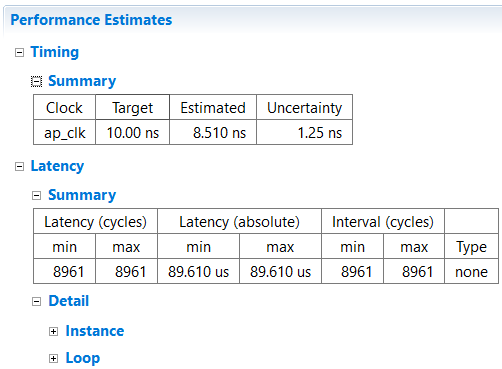 Performance Estimates
Timing
Summary
Clock Target Estimated Uncertainty
ap_clk 10.00 ns 8.510 ns 1.25 ns
Latency
Summary
Latency (cycles) Latency (absolute) Interval (cycles)
min max min max min max Type
8961 8961 89.610 us 89.610 us 8961 8961 none
Detail
Instance
Loop